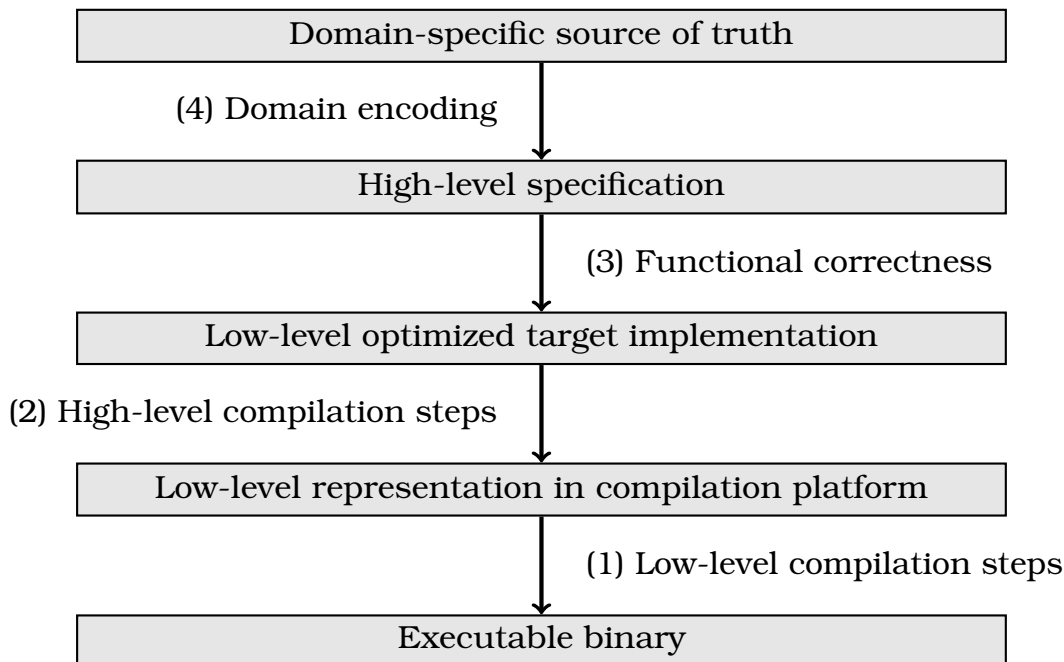 Domain-specific source of truth
(4) Domain encoding
High-level specification
(3) Functional correctness
Low-level optimized target implementation
(2) High-level compilation steps
Low-level representation in compilation platform
(1) Low-level compilation steps
Executable binary